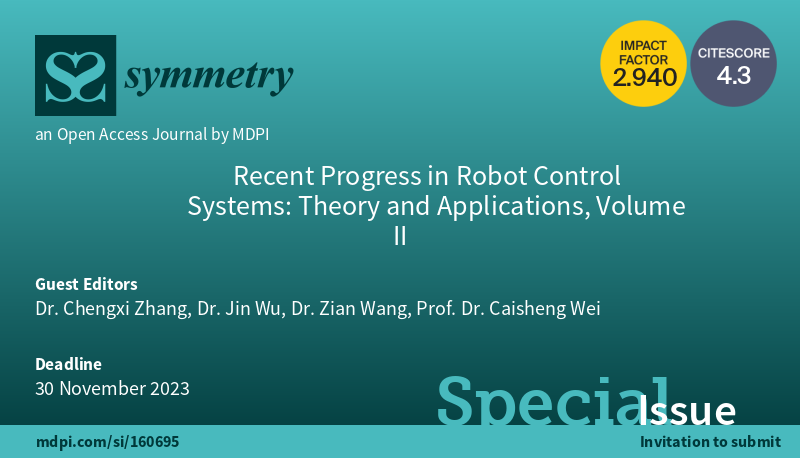 symmetry
IMPACT
FACTOR
2.940
CITESCORE
4.3
an Open Access Journal by MDPI
Recent Progress in Robot Control
Systems: Theory and Applications, Volume
II
Guest Editors
Dr. Chengxi Zhang, Dr. Jin Wu, Dr. Zian Wang, Prof. Dr. Caisheng Wei
Deadline
30 November 2023
Special
Issue
mdpi.com/si/160695
Invitation to submit